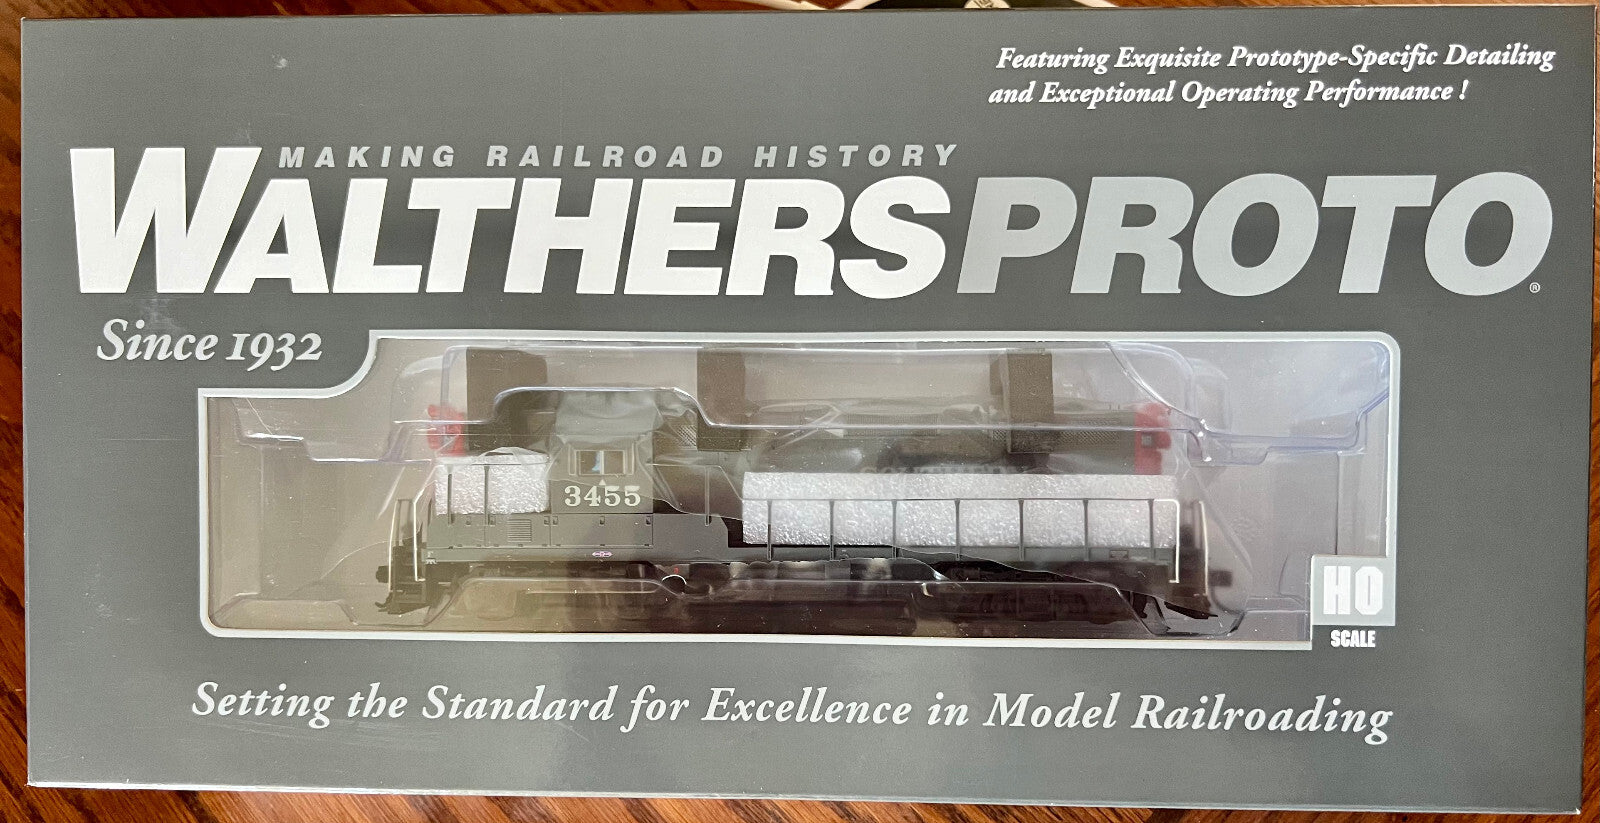 Featuring Exquisite Prototype-Specific Detailing
and Exceptional Operating Performance !
MAKING RAILROAD HISTORY
WALTHERSPROTO®
Since 1932
3455
HO
SCALE
Setting the Standard for Excellence in Model Railroading